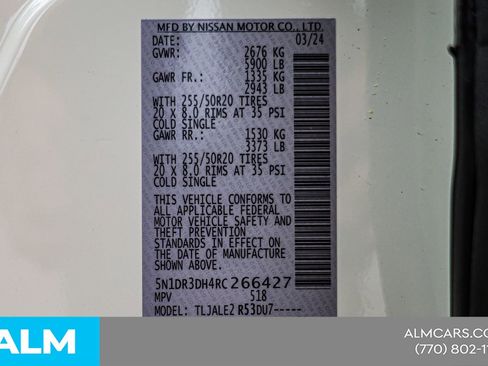 MFD BY NISSAN MOTOR CO., LTD.
DATE: 03/24
GVWR: 2676 KG
5900 LB
GAWR FR.: 1335 KG
2943 LB
WITH 255/50R20 TIRES
20 X 8.0 RIMS AT 35 PSI
COLD SINGLE
GAWR RR.: 1530 KG
3373 LB
WITH 255/50R20 TIRES
20 X 8.0 RIMS AT 35 PSI
COLD SINGLE
THIS VEHICLE CONFORMS TO
ALL APPLICABLE FEDERAL
MOTOR VEHICLE SAFETY AND
THEFT PREVENTION
STANDARDS IN EFFECT ON
THE DATE OF MANUFACTURE
SHOWN ABOVE.
5N1DR3DH4RC266427
MPV 518
MODEL: TLJALE2 R53DU7-----
ALM
ALMCARS.COM
(770) 802-11